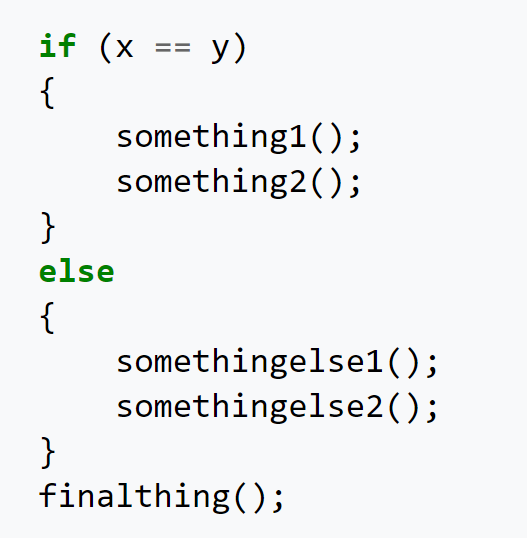 if (x == y)
{
    something1();
    something2();
}
else
{
    somethingelse1();
    somethingelse2();
}
finalthing();